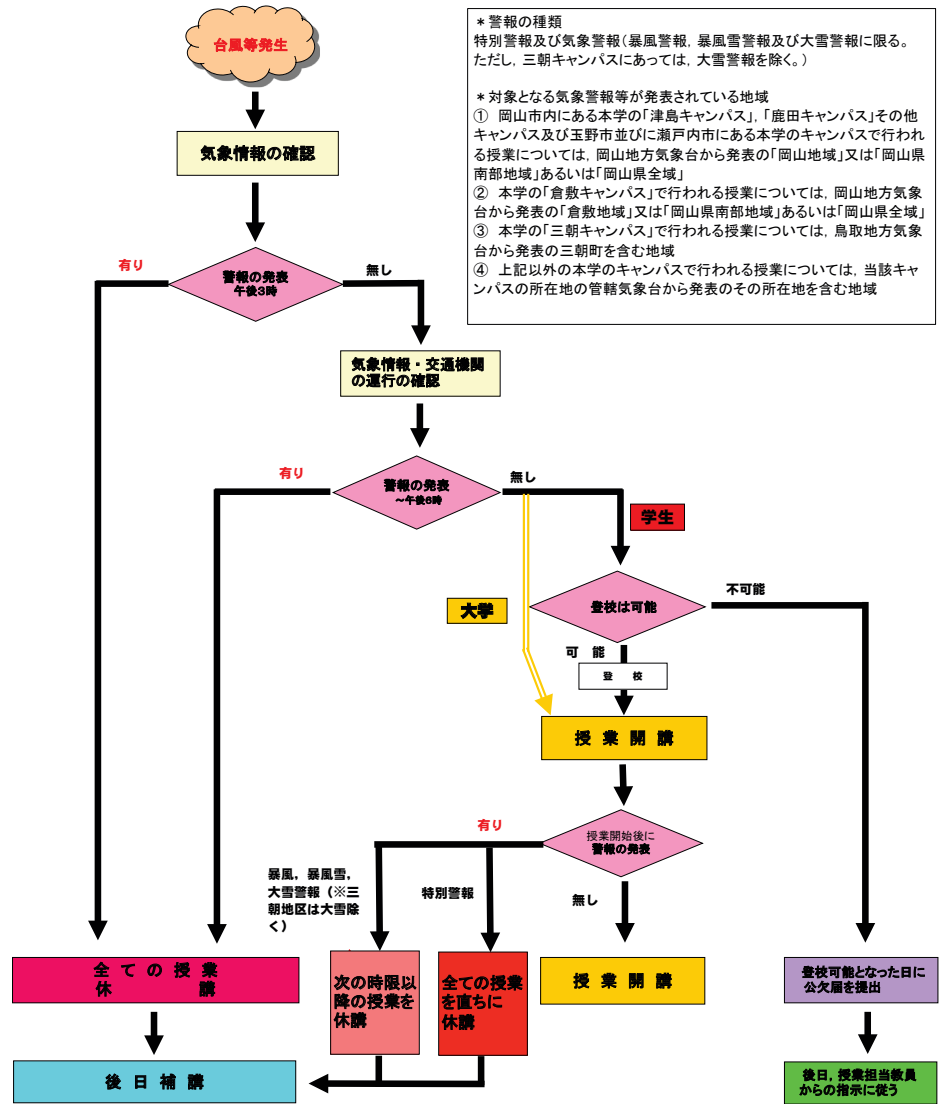 台風等発生
＊警報の種類
特別警報及び気象警報（暴風警報，暴風雪警報及び大雪警報に限る。
ただし，三朝キャンパスにあっては，大雪警報を除く。）
＊対象となる気象警報等が発表されている地域
① 岡山市内にある本学の「津島キャンパス」，「鹿田キャンパス」その他
キャンパス及び玉野市並びに瀬戸内市にある本学のキャンパスで行われ
る授業については，岡山地方気象台から発表の「岡山地域」又は「岡山県
南部地域」あるいは「岡山県全域」
② 本学の「倉敷キャンパス」で行われる授業については，岡山地方気象
台から発表の「倉敷地域」又は「岡山県南部地域」あるいは「岡山県全域」
③ 本学の「三朝キャンパス」で行われる授業については，鳥取地方気象
台から発表の三朝町を含む地域
④ 上記以外の本学のキャンパスで行われる授業については，当該キャ
ンパスの所在地の管轄気象台から発表のその所在地を含む地域
気象情報の確認
有り
無し
警報の発表
午後3時
気象情報・交通機関
の運行の確認
有り
無し
警報の発表
～午後6時
学生
大学
登校は可能
不可能
可 能
登 校
授 業 開 講
有り
授業開始後に
警報の発表
暴風，暴風雪，
大雪警報（※三
朝地区は大雪除
く）
特別警報
無し
全 て の 授 業
休 講
次の時限以
降の授業を
休講
全ての授業
を直ちに
休講
授 業 開 講
登校可能となった日に
公欠届を提出
後 日 補 講
後日，授業担当教員
からの指示に従う